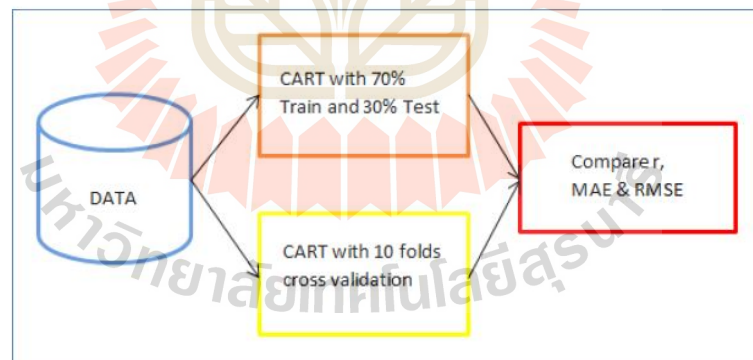 CART with 70%
Train and 30% Test
DATA
Compare r,
MAE & RMSE
CART with 10 folds
cross validation
มหาวิทยาลัยเทคโนโลยีสุรนารี